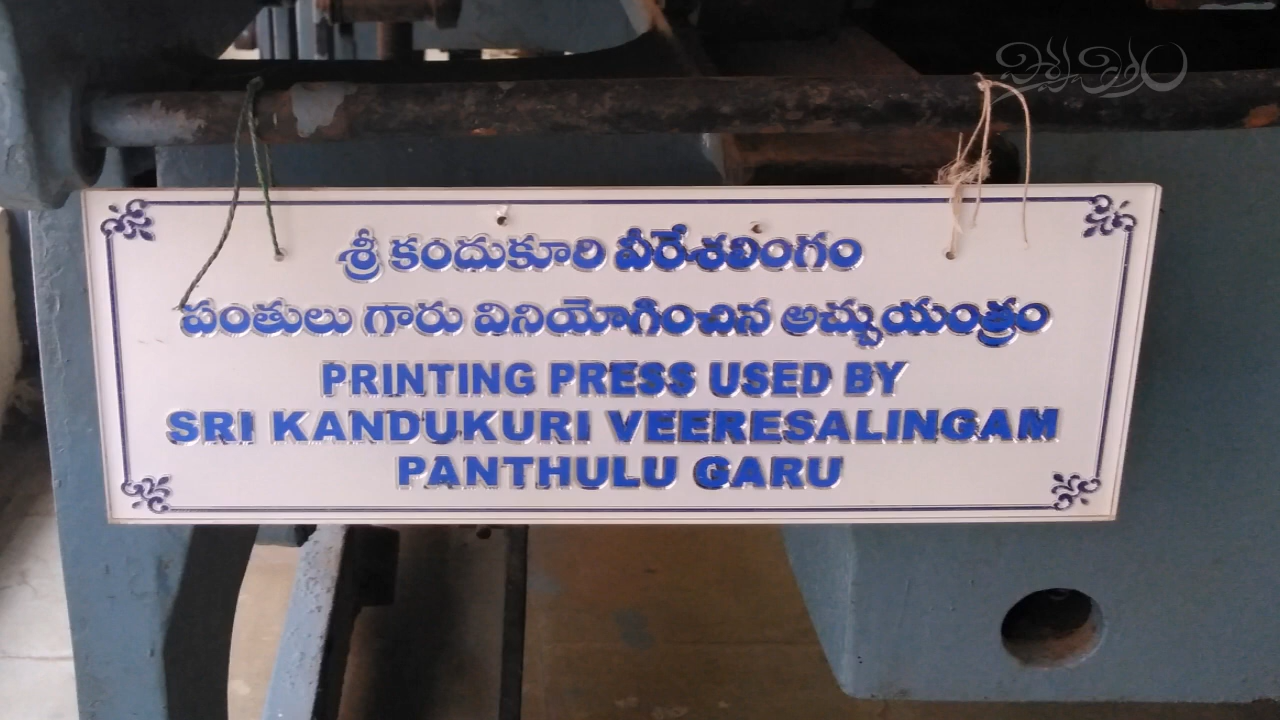 శ్రీ కందుకూరి వీరేశలింగం
పంతులు గారు వినియోగించిన అచ్చుయంత్రం
PRINTING PRESS USED BY
SRI KANDUKURI VEERESALINGAM
PANTHULU GARU